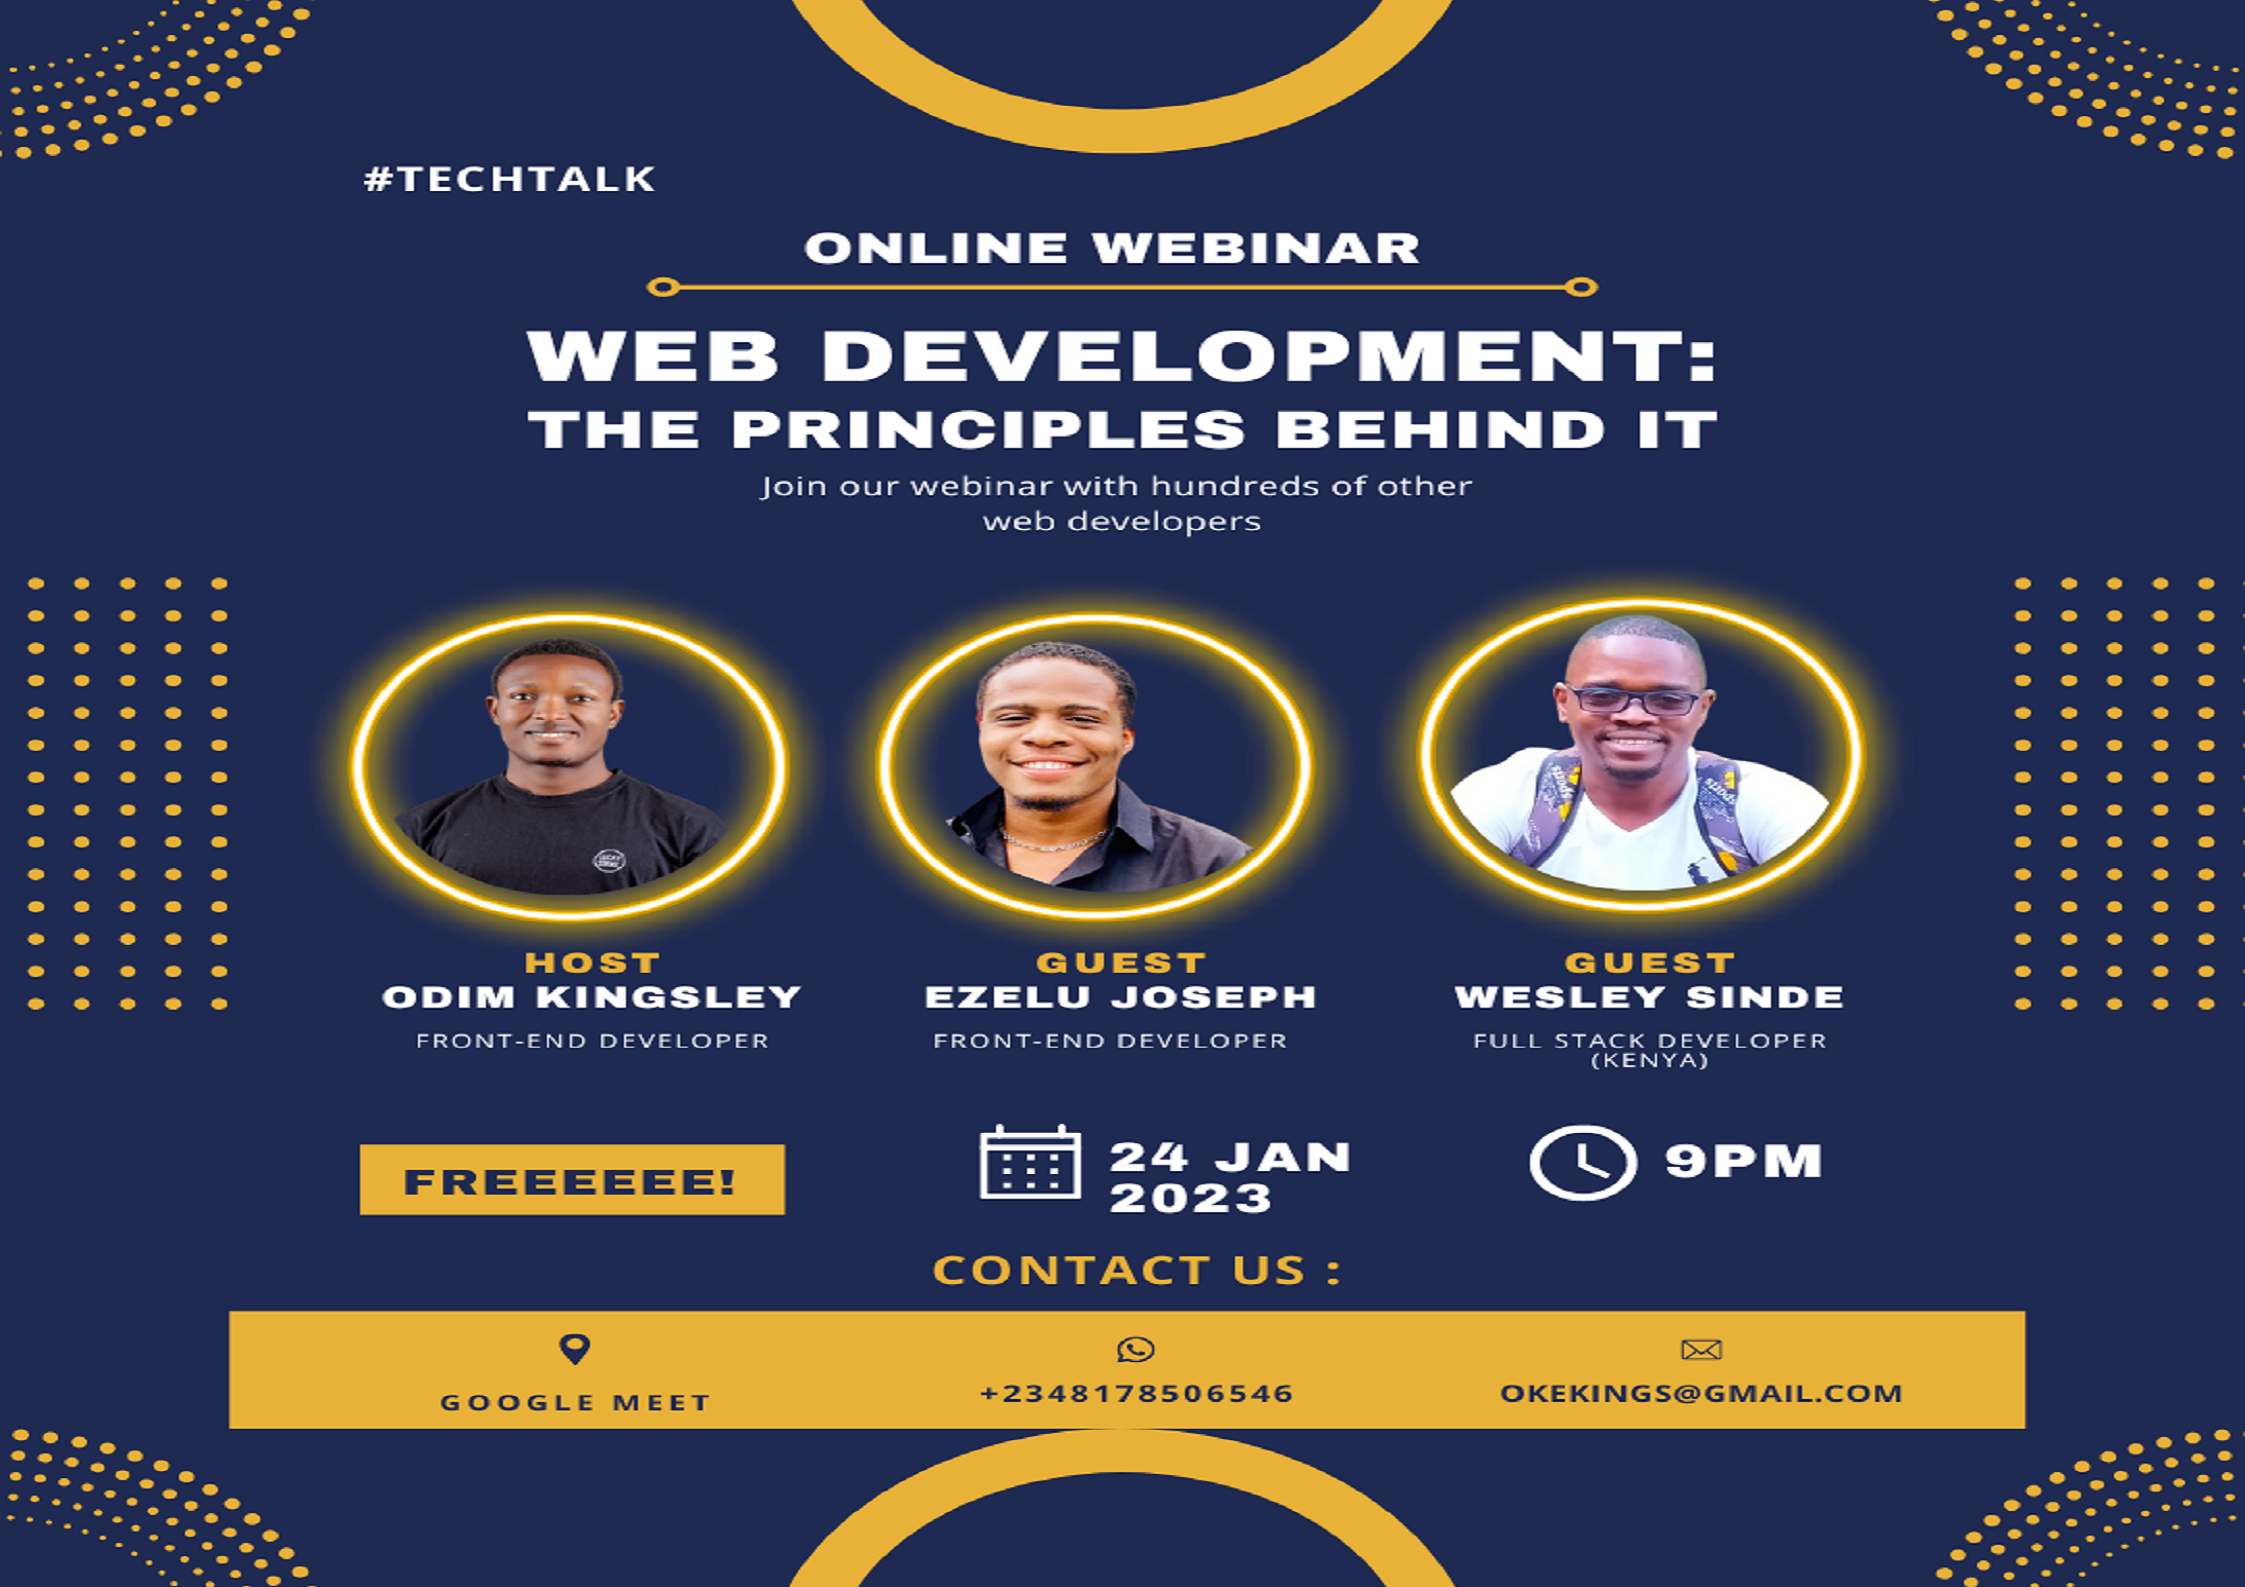 #TECHTALK
ONLINE WEBINAR
WEB DEVELOPMENT:
THE PRINCIPLES BEHIND IT
Join our webinar with hundreds of other
web developers
HOST
ODIM KINGSLEY
FRONT-END DEVELOPER
GUEST
EZELU JOSEPH
FRONT-END DEVELOPER
GUEST
WESLEY SINDE
FULL STACK DEVELOPER
(KENYA)
FREEEEEE!
24 JAN
2023
9PM
CONTACT US :
GOOGLE MEET
+2348178506546
OKEKINGS@GMAIL.COM